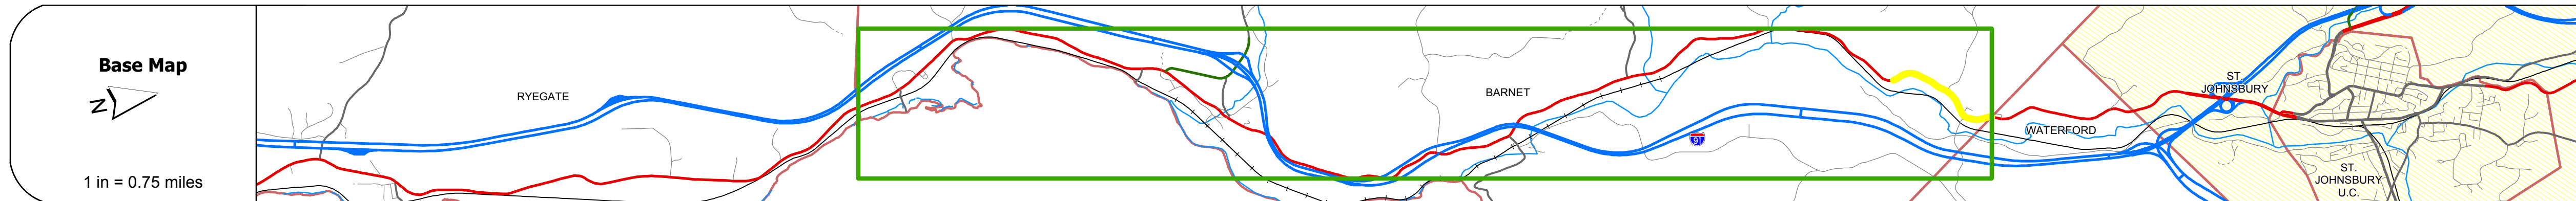 Base Map
N
1 in = 0.75 miles
RYEGATE
BARNET
91
WATERFORD
ST.
JOHNSBURY
ST.
JOHNSBURY
U.C.